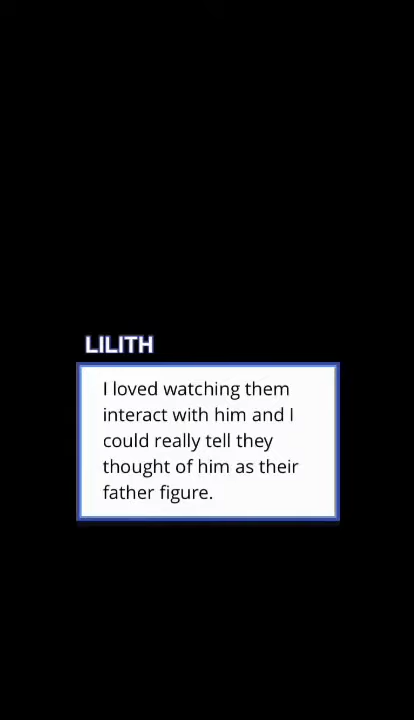 LILITH
I loved watching them
interact with him and I
could really tell they
thought of him as their
father figure.